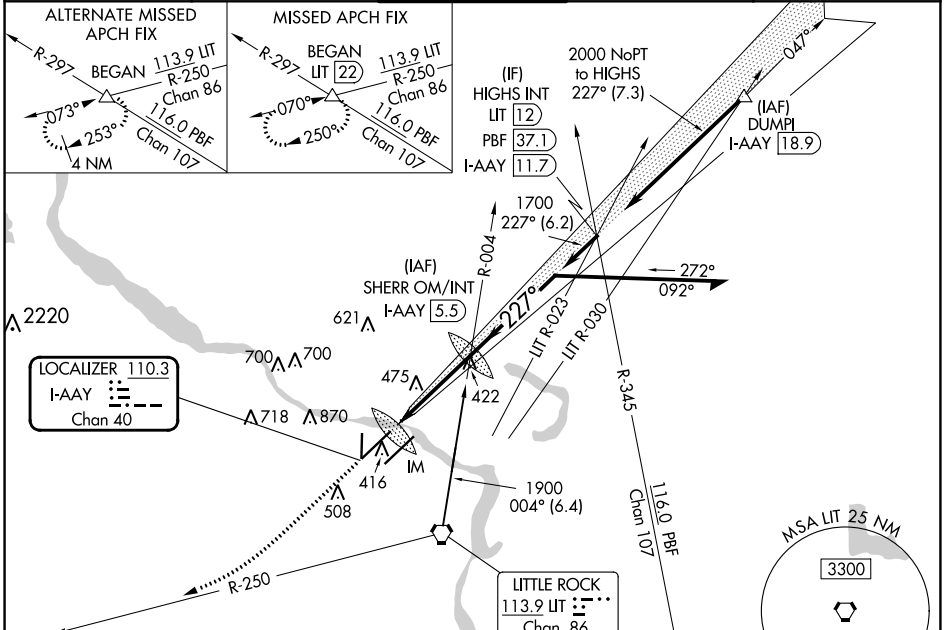 ALTERNATE MISSED
APCH FIX
R-297
BEGAN
113.9 LIT
R-250
Chan 86
073°
253°
4 NM
116.0 PBF
Chan 107
MISSED APCH FIX
R-297
BEGAN
LIT 22
113.9 LIT
R-250
Chan 86
070°
250°
116.0 PBF
Chan 107
(IF)
HIGHS INT
LIT 12
PBF 37.1
I-AAY 11.7
2000 NoPT
to HIGHS
227° (7.3)
047°
(IAF)
DUMPI
I-AAY 18.9
1700
227° (6.2)
R-004
272°
092°
(IAF)
SHERR OM/INT
I-AAY 5.5
227°
LIT R-023
LIT R-030
2220
621
700
700
LOCALIZER 110.3
I-AAY
Chan 40
475
422
R-345
718
870
IM
416
508
1900
004° (6.4)
116.0 PBF
Chan 107
MSA LIT 25 NM
3300
R-250
LITTLE ROCK
113.9 LIT
Chan 86